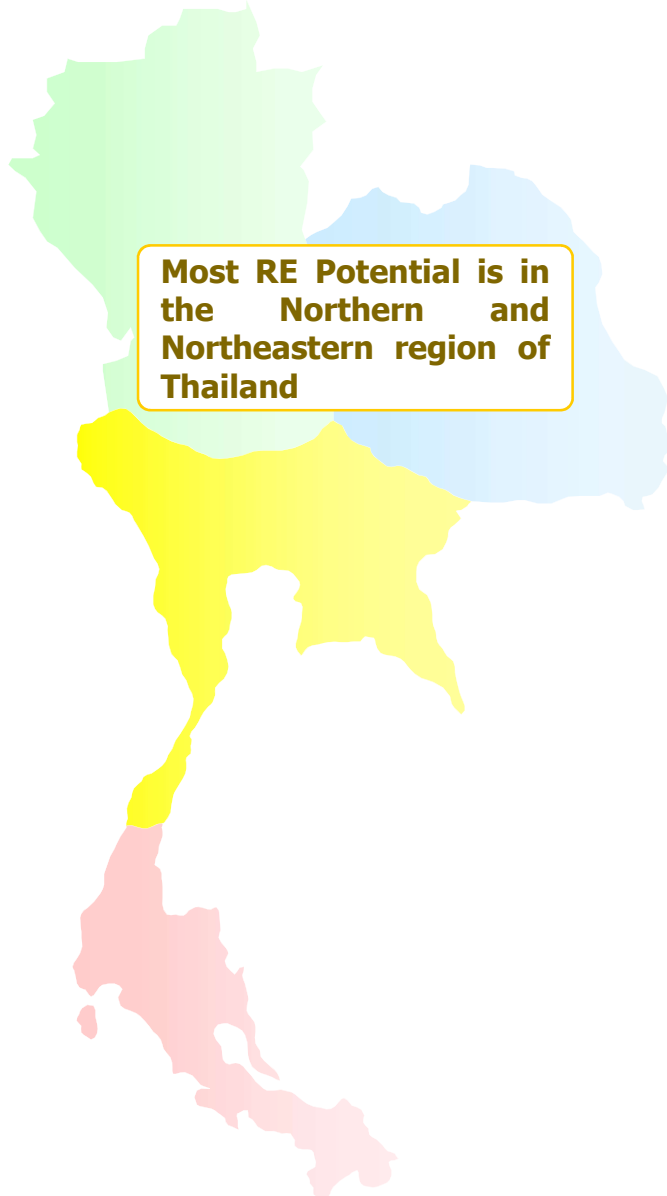 Most RE Potential is in
the Northern and
Northeastern region of
Thailand